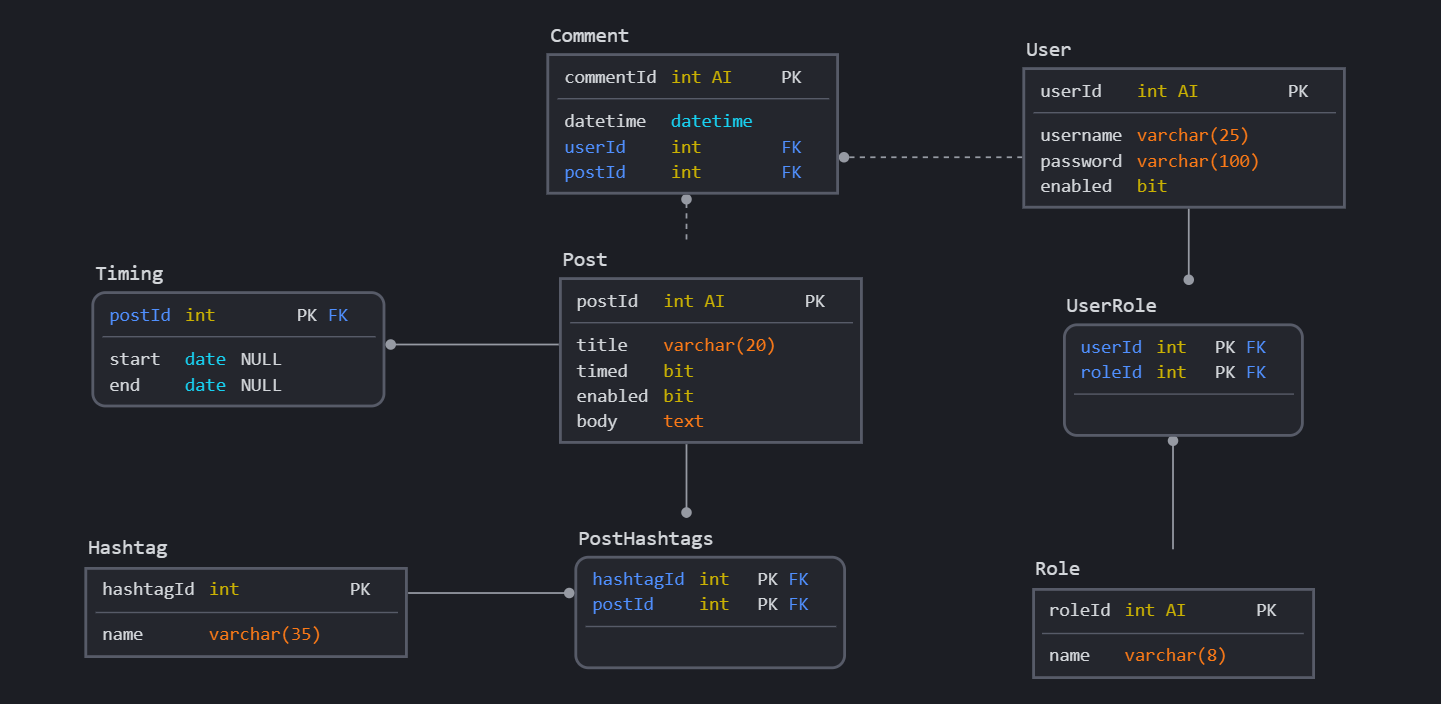 Comment
commentId int AI PK
datetime datetime
userId int FK
postId int FK
User
userId int AI PK
username varchar(25)
password varchar(100)
enabled bit
Timing
postId int PK FK
start date NULL
end date NULL
Post
postId int AI PK
title varchar(20)
timed bit
enabled bit
body text
UserRole
userId int PK FK
roleId int PK FK
Hashtag
hashtagId int PK
name varchar(35)
PostHashtags
hashtagId int PK FK
postId int PK FK
Role
roleId int AI PK
name varchar(8)